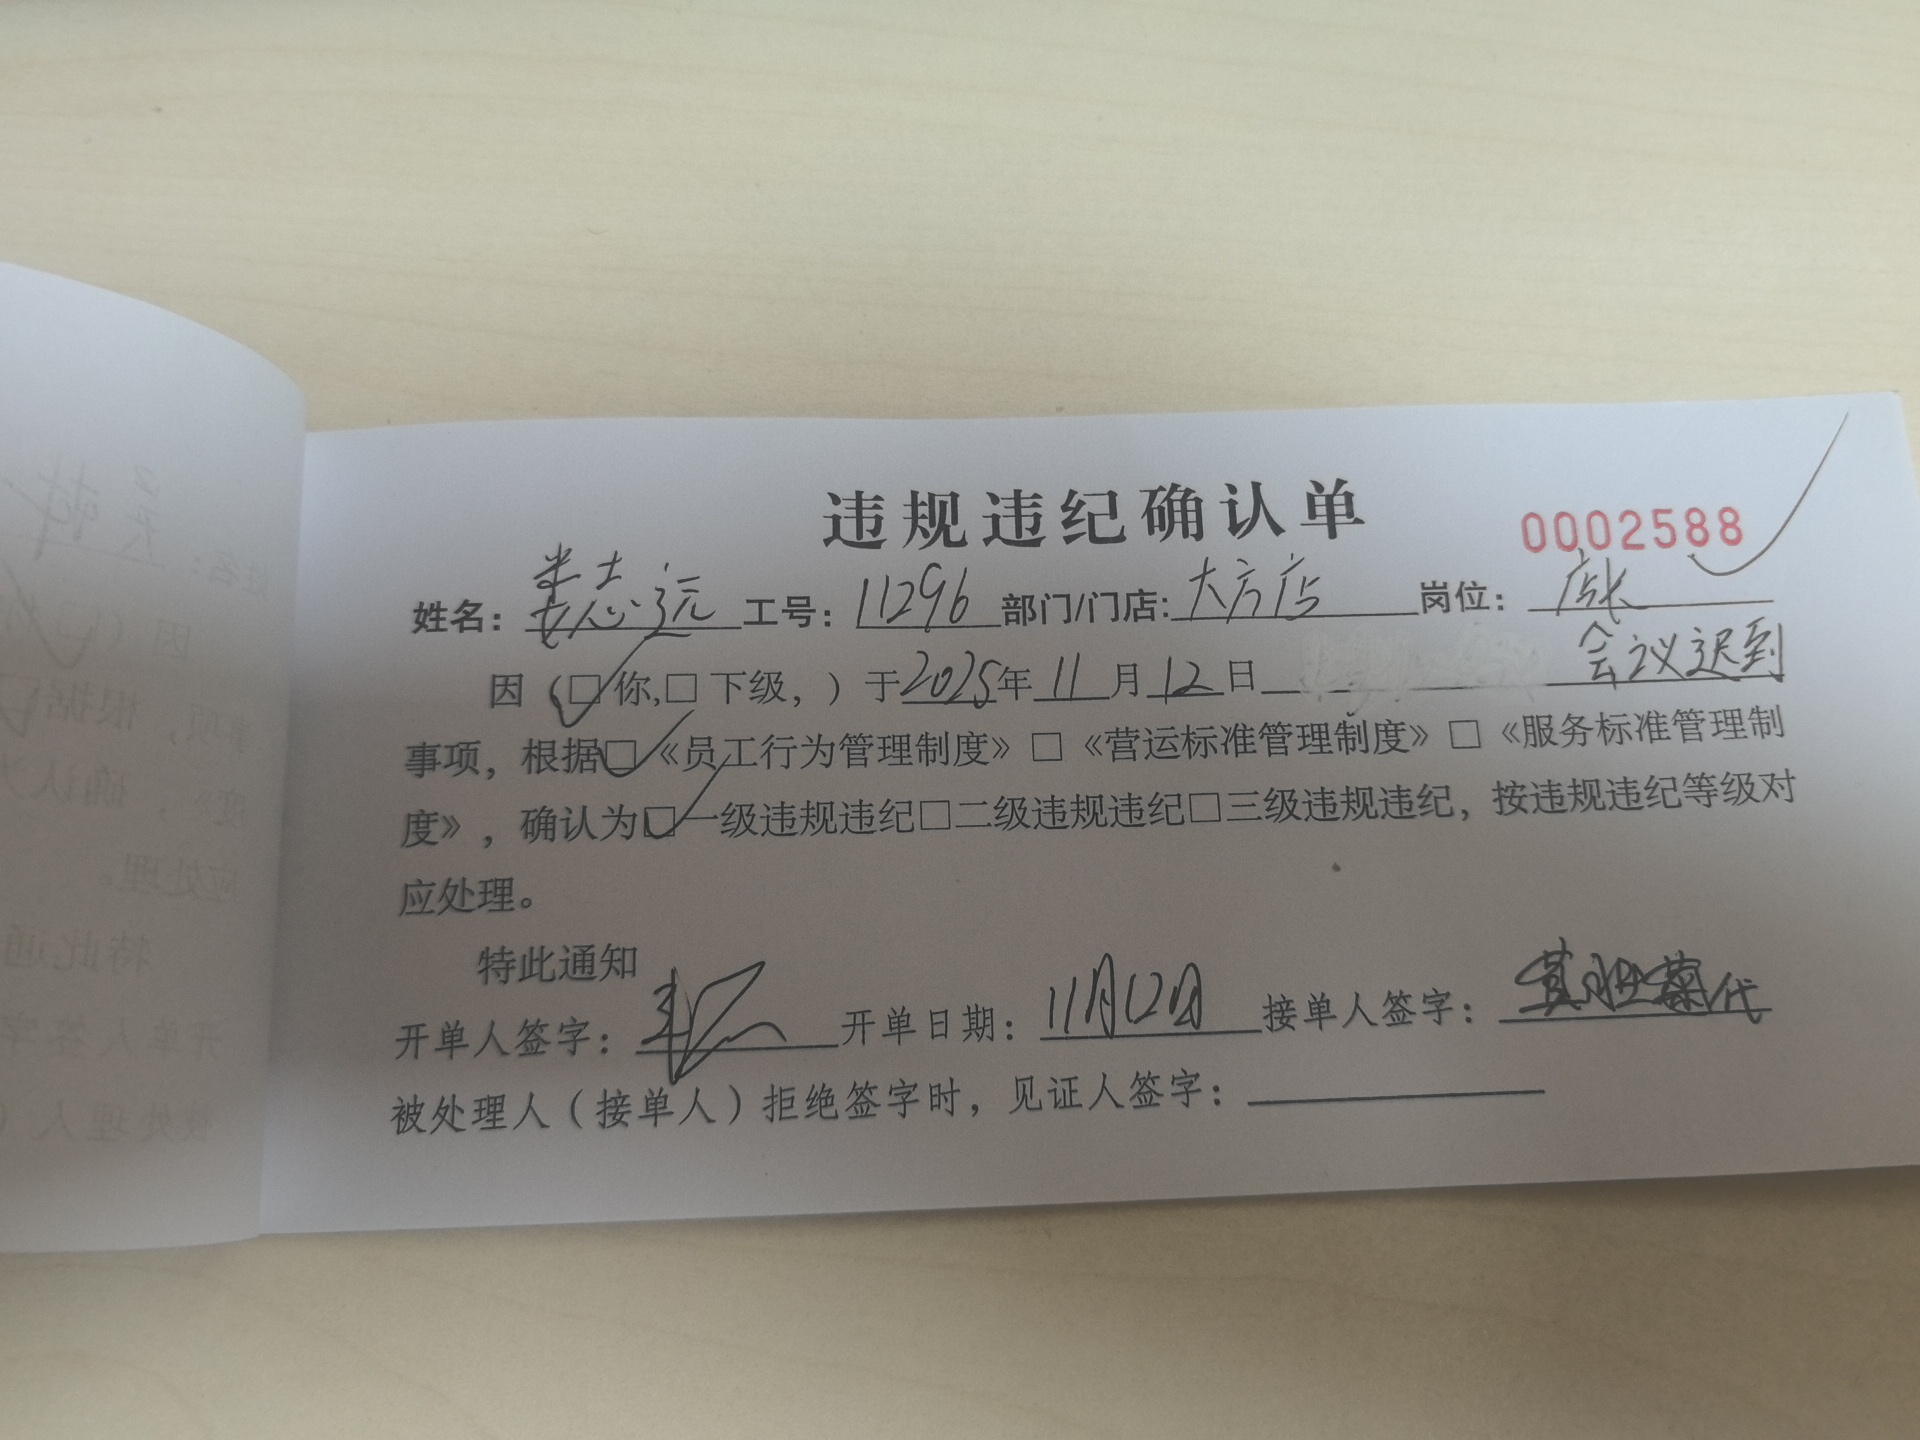 违规违纪确认单
0002588
姓名：娄志远 工号：11296 部门/门店:大方店 岗位：店长
因（☑你,□下级，）于2025年11月12日 会议迟到
事项，根据☑《员工行为管理制度》□《营运标准管理制度》□《服务标准管理制
度》，确认为☑一级违规违纪□二级违规违纪□三级违规违纪，按违规违纪等级对
应处理。
特此通知
开单人签字： 开单日期：11月12日 接单人签字：代
被处理人（接单人）拒绝签字时，见证人签字：